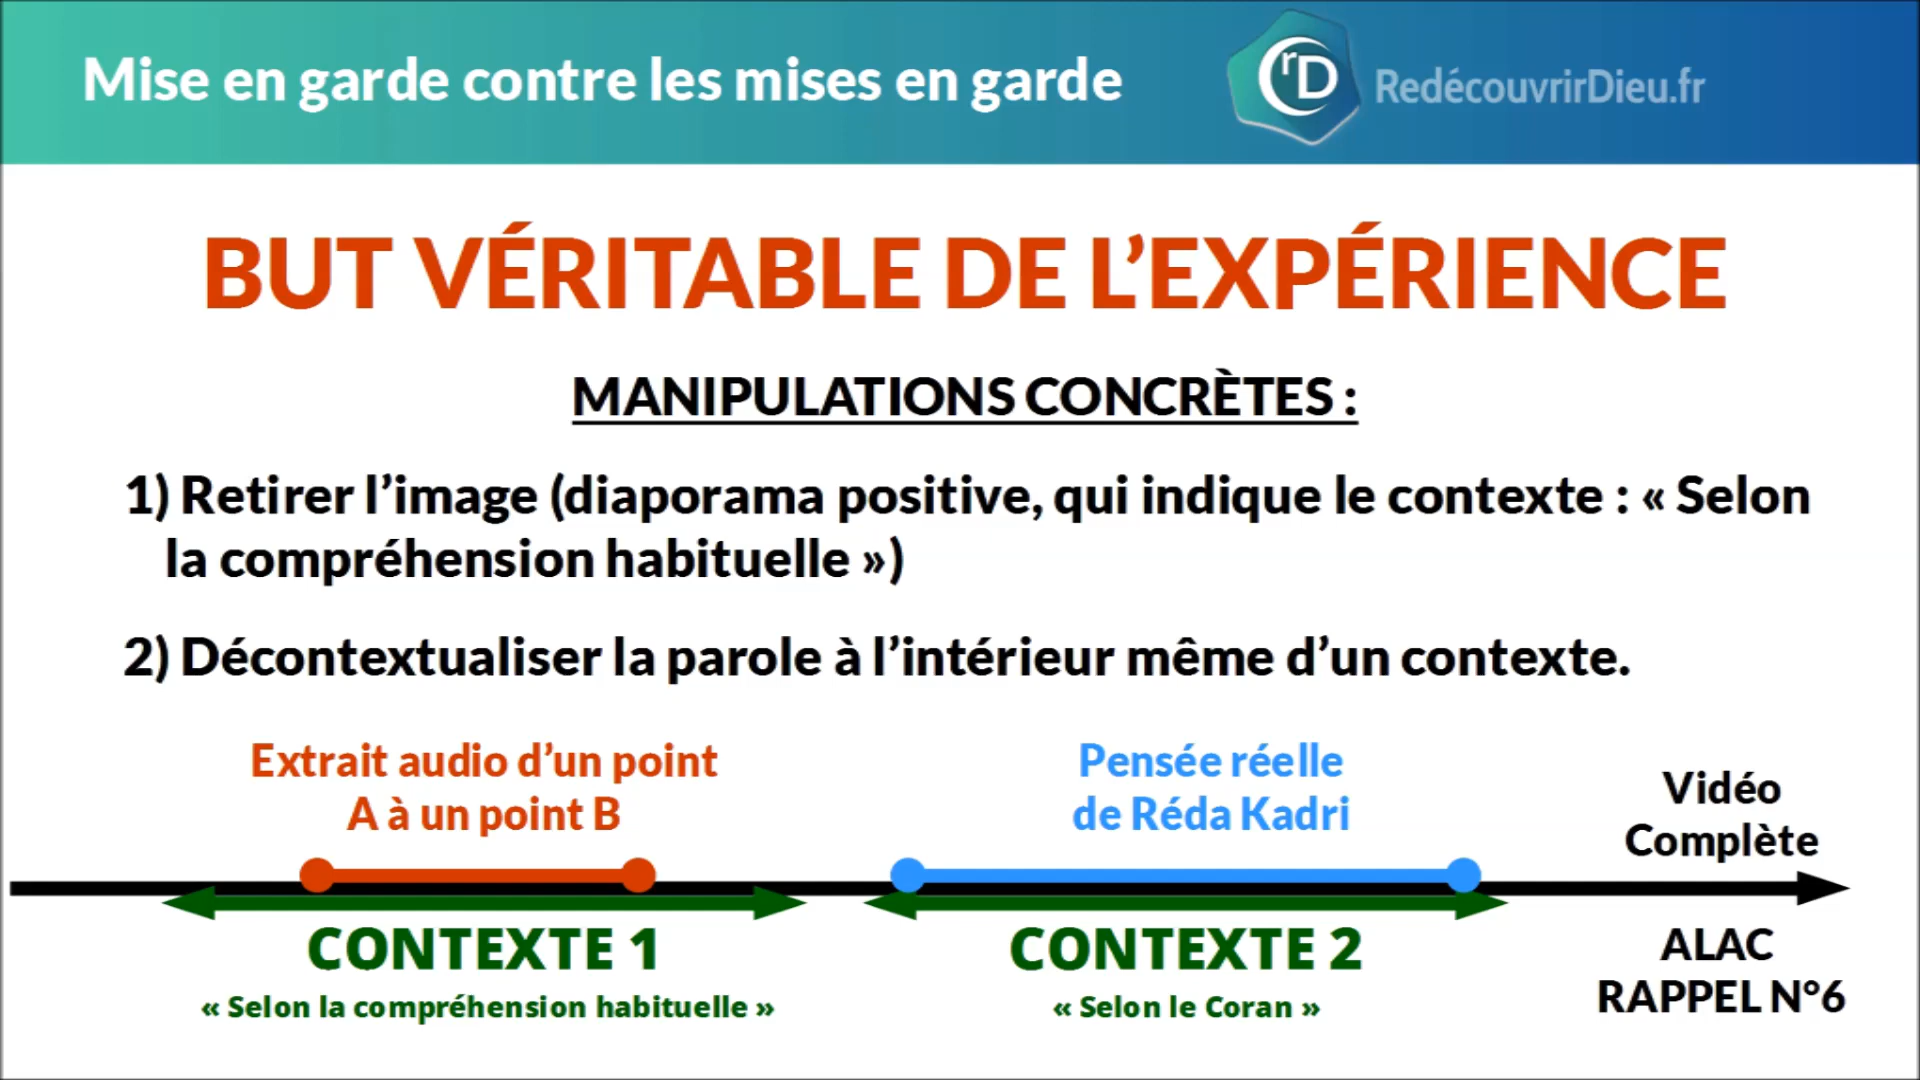 Mise en garde contre les mises en garde
rD
RedécouvrirDieu.fr
BUT VÉRITABLE DE L’EXPÉRIENCE
MANIPULATIONS CONCRÈTES :
1) Retirer l’image (diaporama positive, qui indique le contexte : « Selon
la compréhension habituelle »)
2) Décontextualiser la parole à l’intérieur même d’un contexte.
Extrait audio d’un point
A à un point B
Pensée réelle
de Réda Kadri
Vidéo
Complète
CONTEXTE 1
« Selon la compréhension habituelle »
CONTEXTE 2
« Selon le Coran »
ALAC
RAPPEL N°6